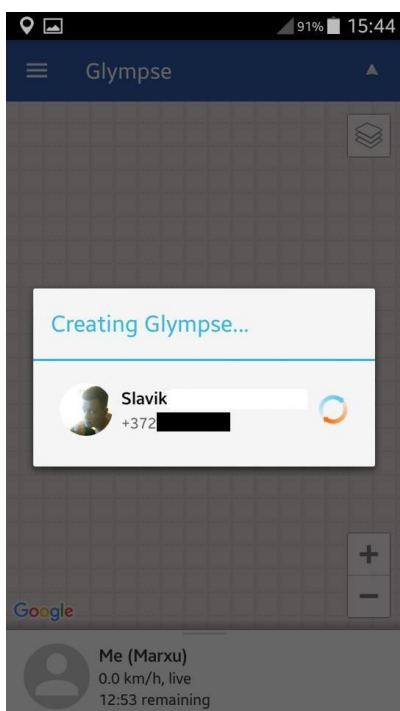 91% 15:44
Glympse
Creating Glympse...
Slavik
+372
Google
Me (Marxu)
0.0 km/h, live
12:53 remaining